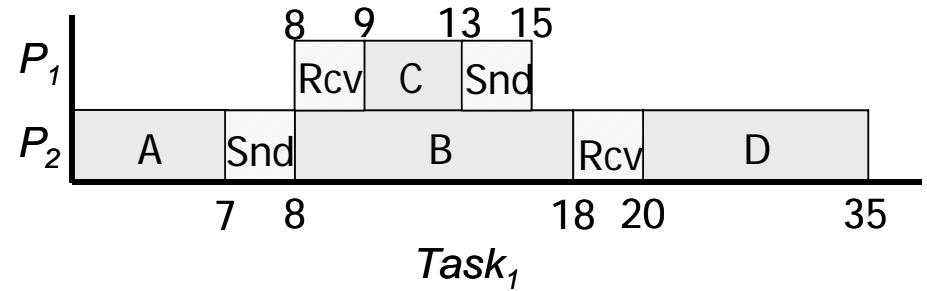 8 9 13 15
P1 Rcv C Snd
P2 A Snd B Rcv D
7 8 18 20 35
Task1